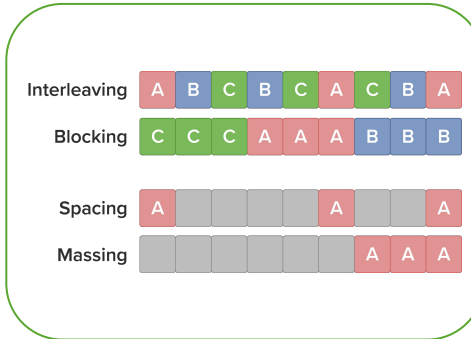 Interleaving A B C B C A C B A
Blocking C C C A A A B B B
Spacing A A A
Massing A A A